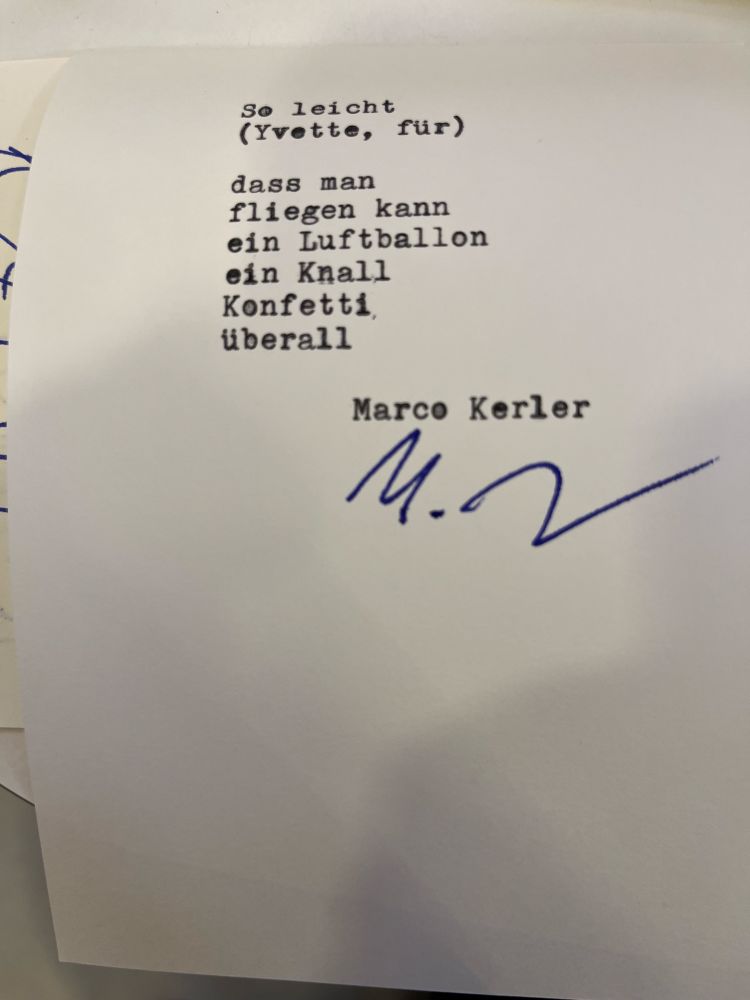 So leicht
(Yvette, für)
dass man
fliegen kann
ein Luftballon
ein Knall
Konfetti
überall
Marco Kerler